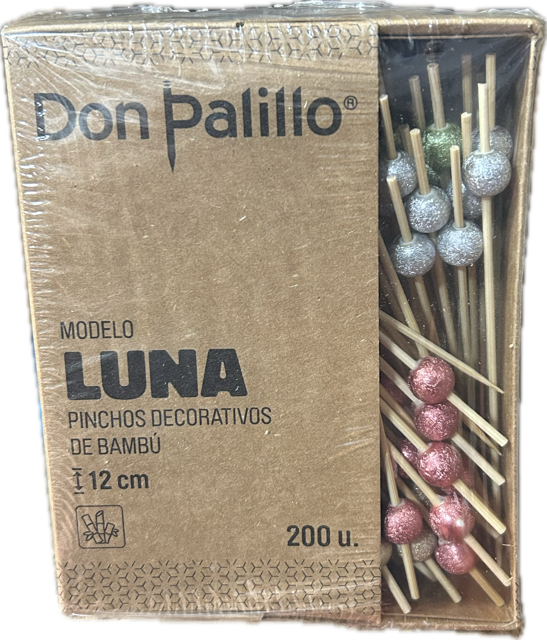 Don Palillo®
MODELO
LUNA
PINCHOS DECORATIVOS
DE BAMBÚ
12 cm
200 u.